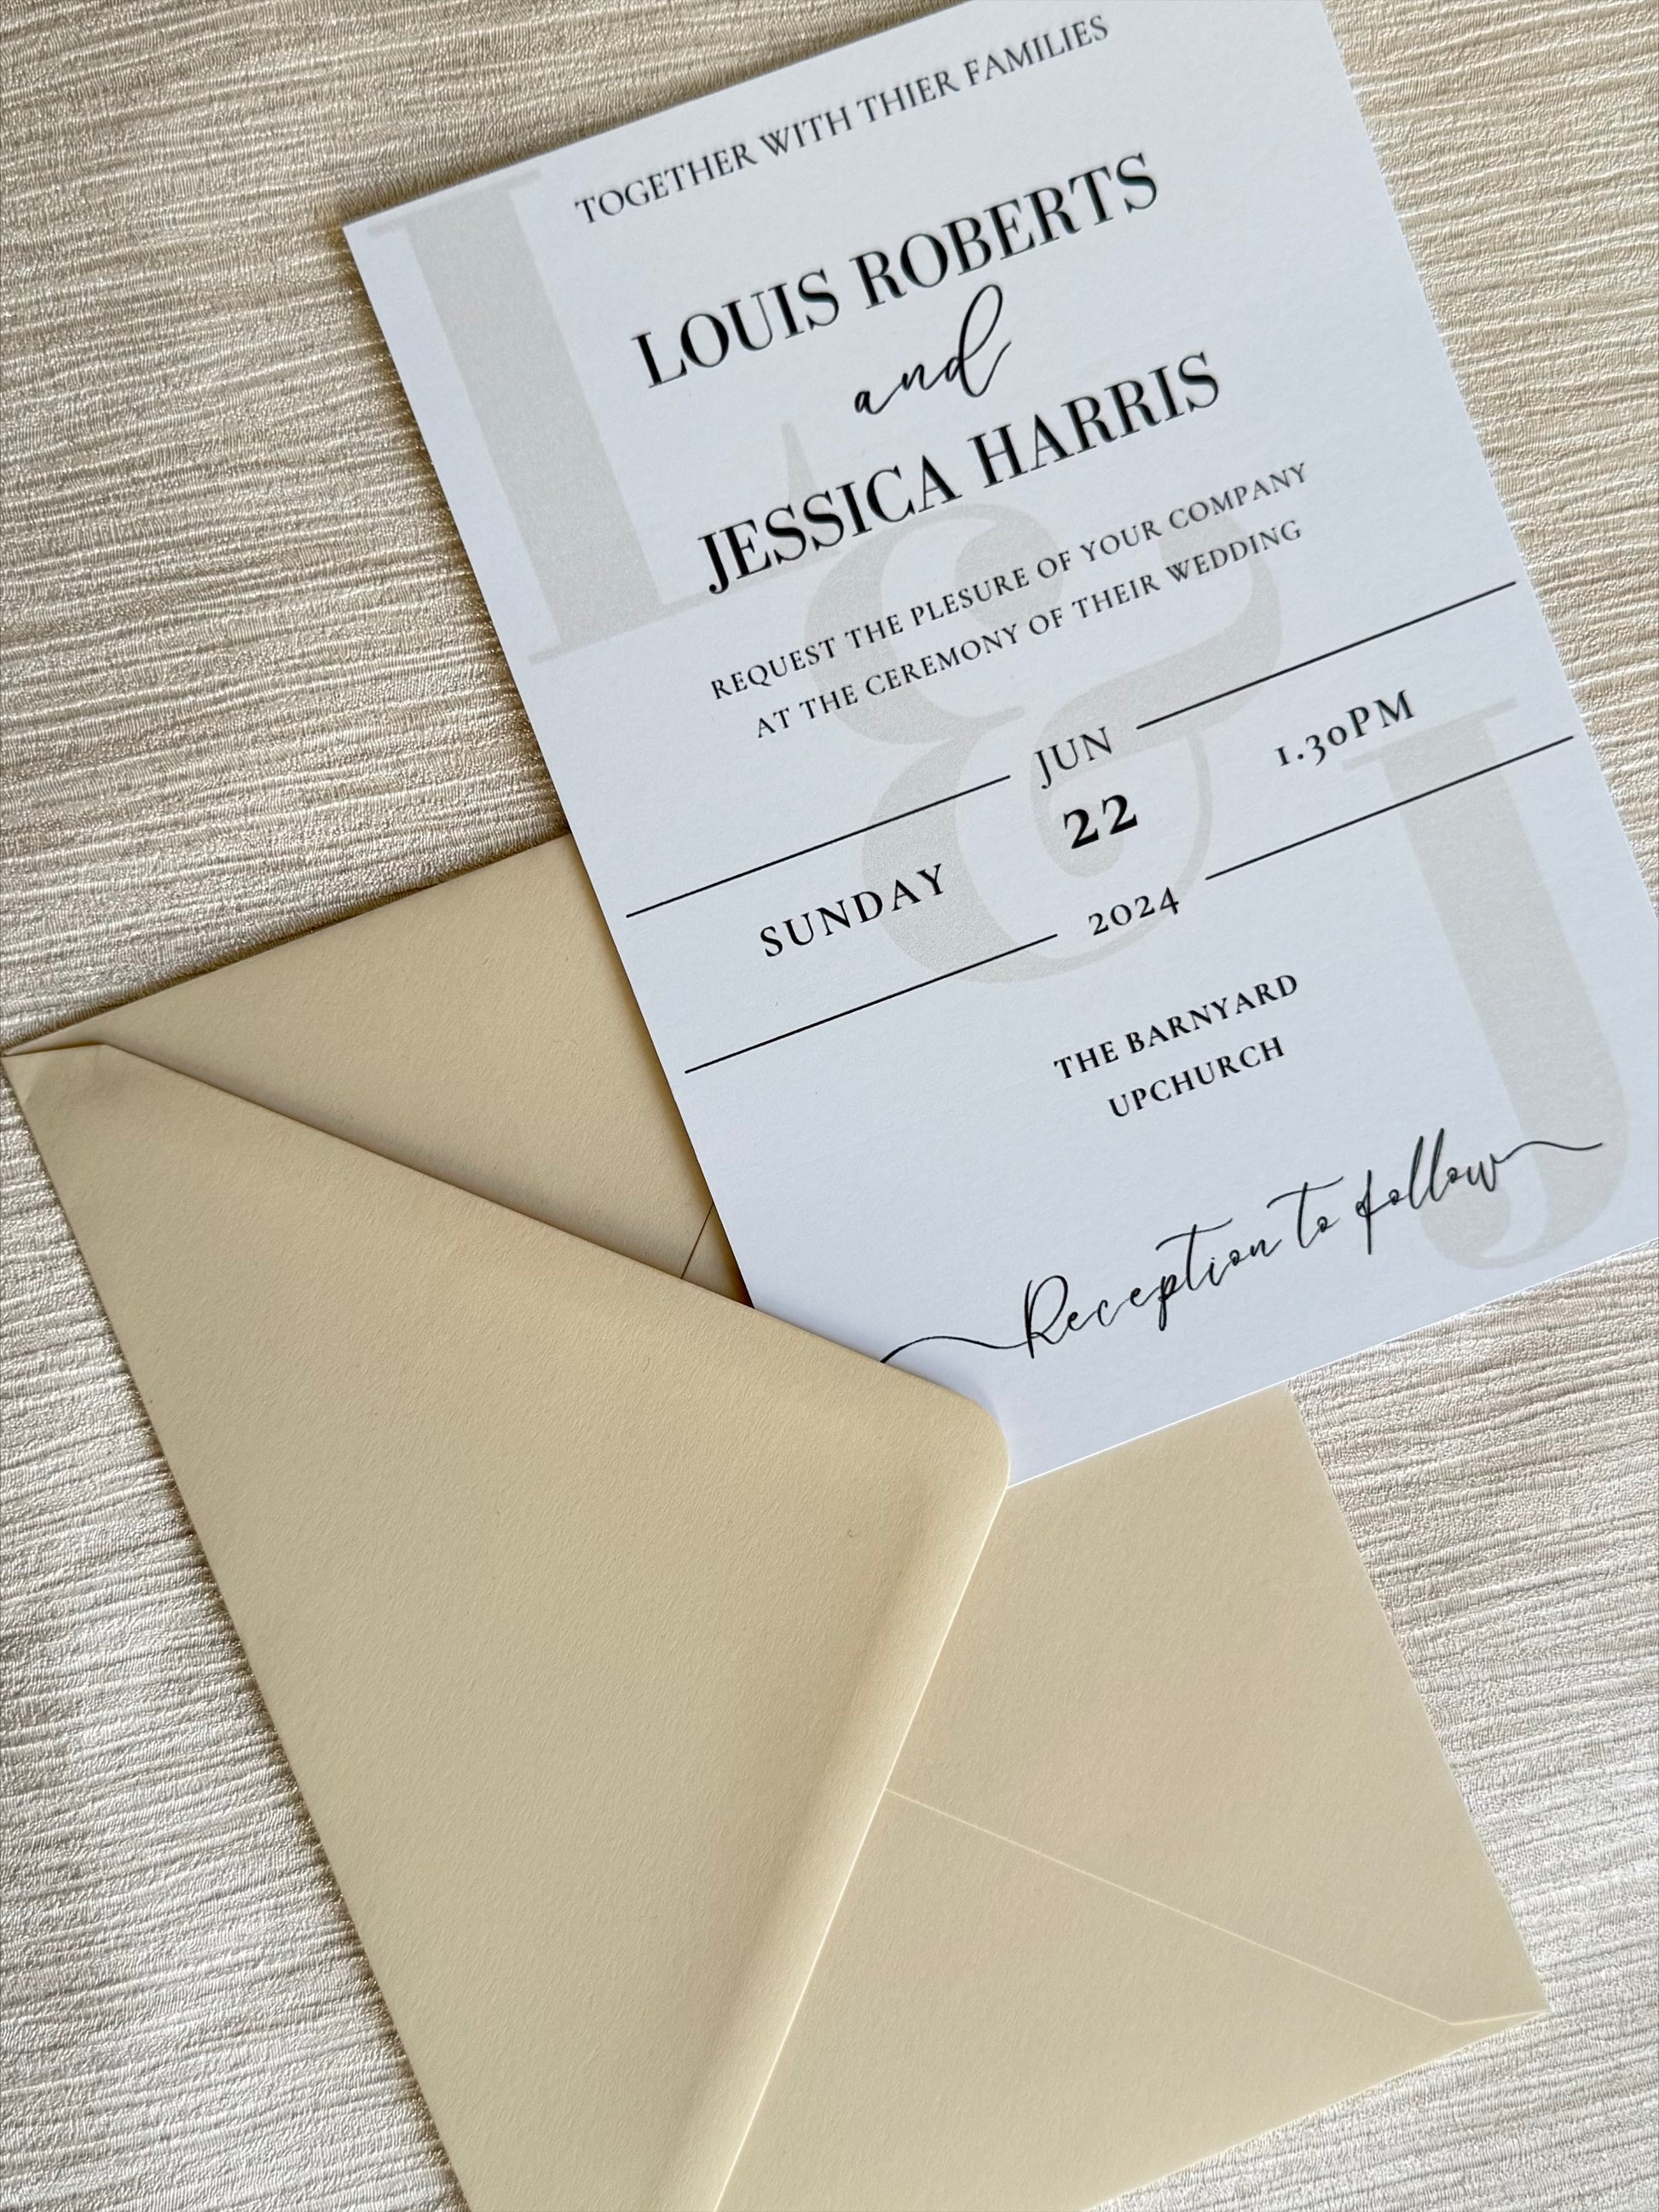 TOGETHER WITH THIER FAMILIES
LOUIS ROBERTS
and
JESSICA HARRIS
REQUEST THE PLESURE OF YOUR COMPANY
AT THE CEREMONY OF THEIR WEDDING
JUN
SUNDAY 22 1.30PM
2024
THE BARNYARD
UPCHURCH
Reception to follow
L
&
J